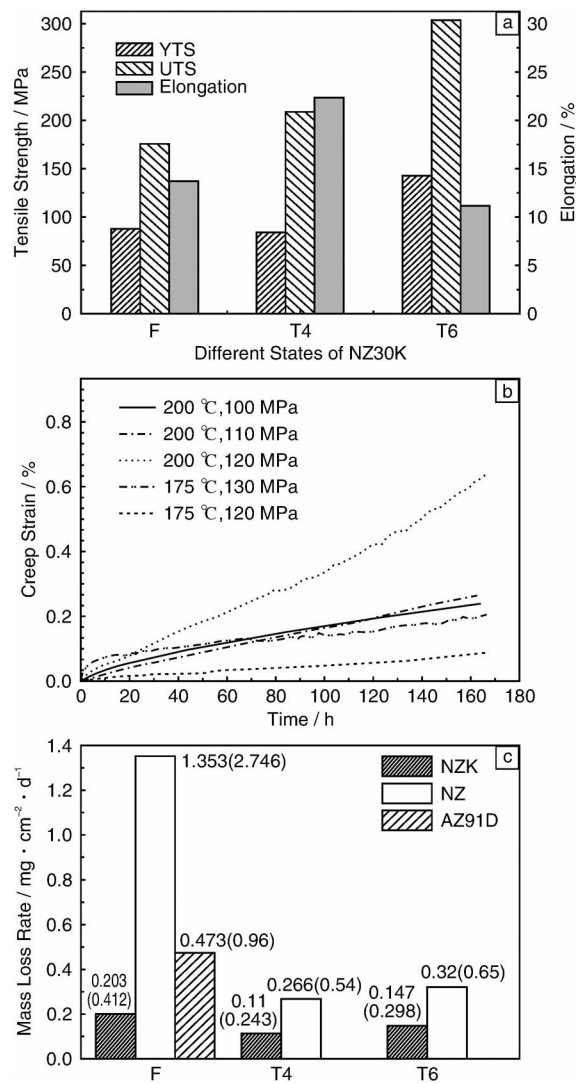 a
YTS
UTS
Elongation
Tensile Strength / MPa
300
250
200
150
100
50
0
30
25
20
15
10
5
0
Elongation / %
F T4 T6
Different States of NZ30K
b
200 ℃,100 MPa
200 ℃,110 MPa
200 ℃,120 MPa
175 ℃,130 MPa
175 ℃,120 MPa
Creep Strain / %
0.8
0.6
0.4
0.2
0.0
0 20 40 60 80 100 120 140 160 180
Time / h
c
NZK
NZ
AZ91D
Mass Loss Rate / mg・cm⁻²・d⁻¹
1.4
1.2
1.0
0.8
0.6
0.4
0.2
0.0
1.353(2.746)
0.473(0.96)
0.203
(0.412)
0.11
(0.243)
0.266(0.54)
0.147
(0.298)
0.32(0.65)
F T4 T6